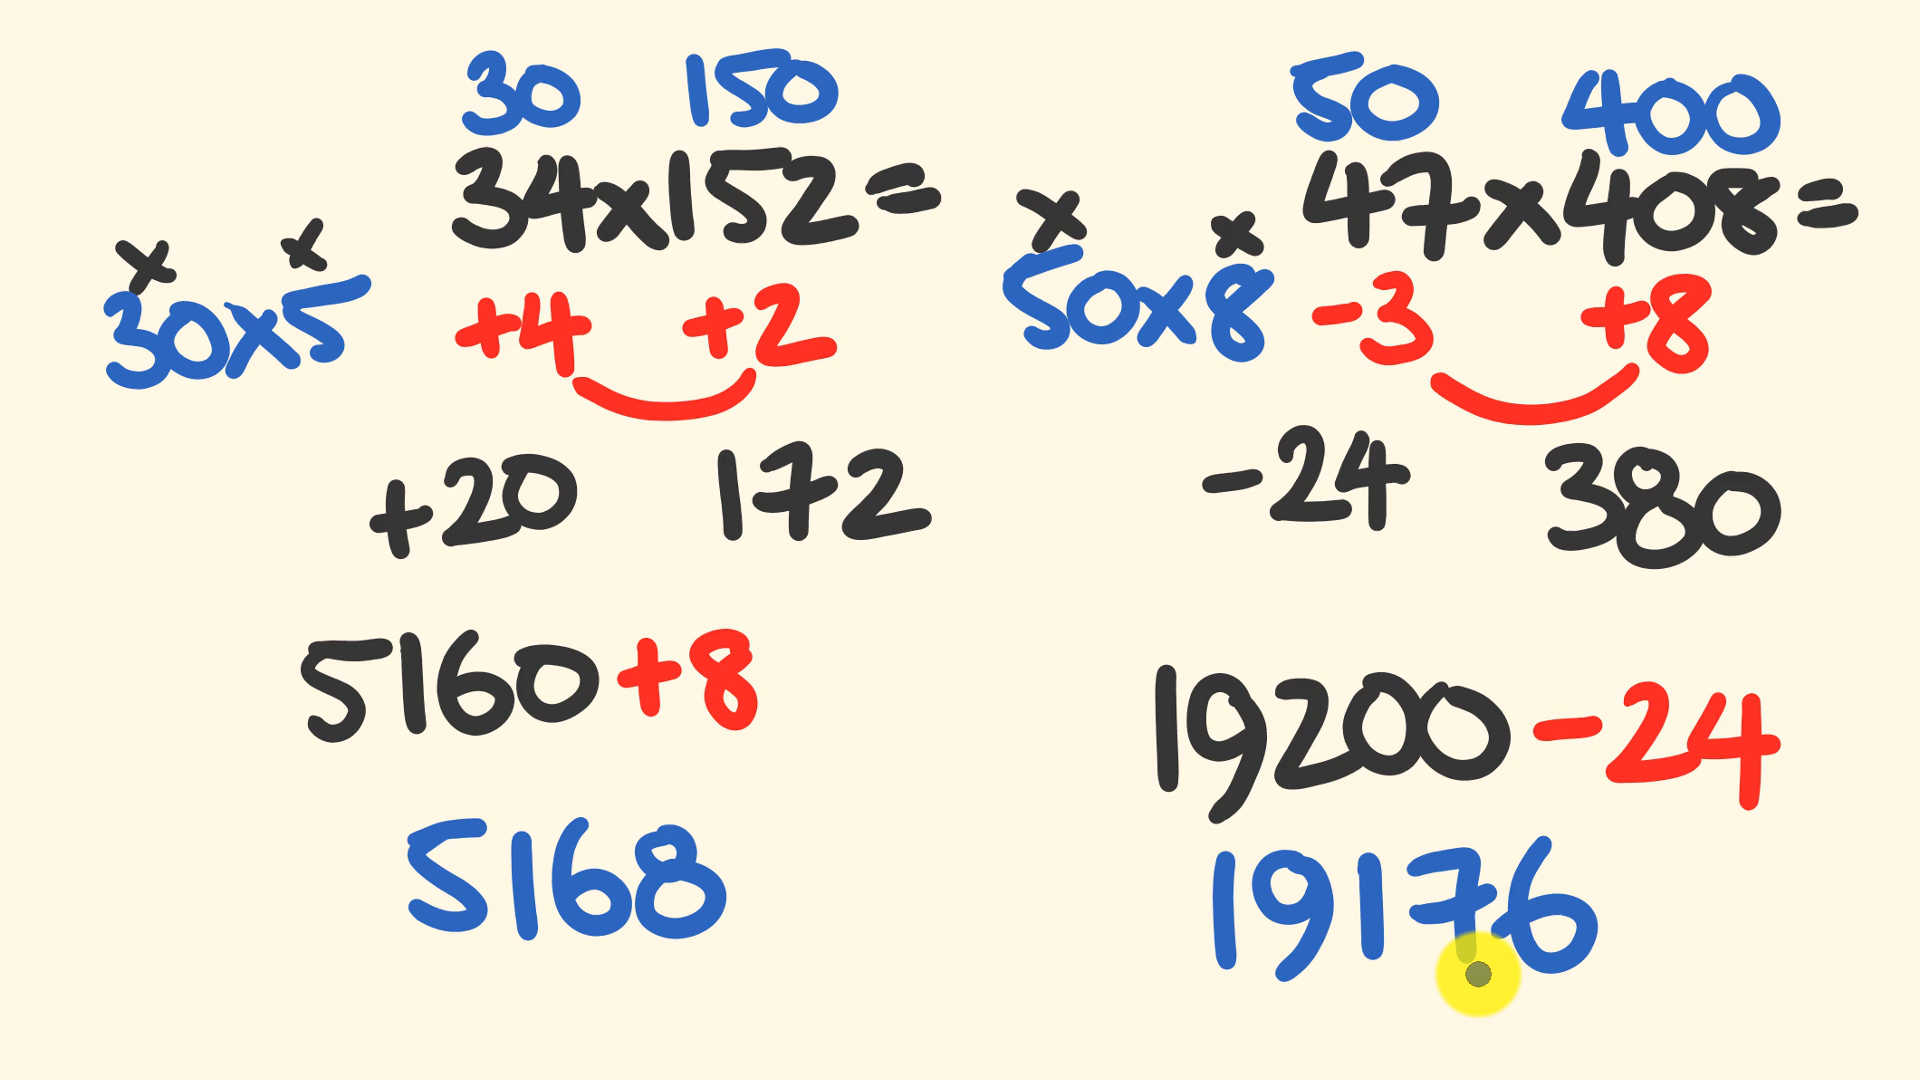 30 150
34x152=
x x
30x5
+4 +2
+20 172
5160+8
5168
50 400
47x408=
x x
50x8
-3 +8
-24 380
19200-24
19176